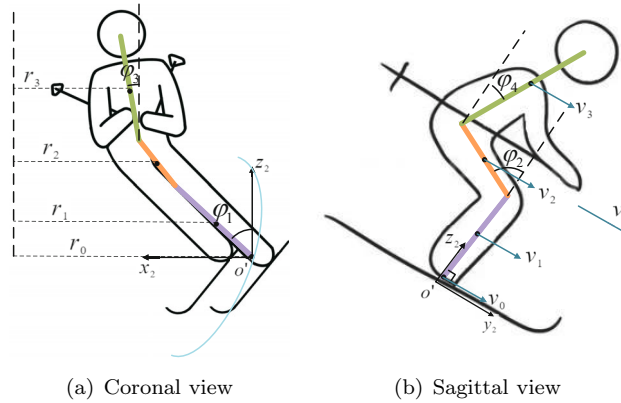 φ₃
r₃
r₂
z₂
r₁
φ₁
r₀
x₂
o'
φ₄
v₃
φ₂
v₂
v
z₂
v₁
o'
v₀
y₂
(a) Coronal view
(b) Sagittal view